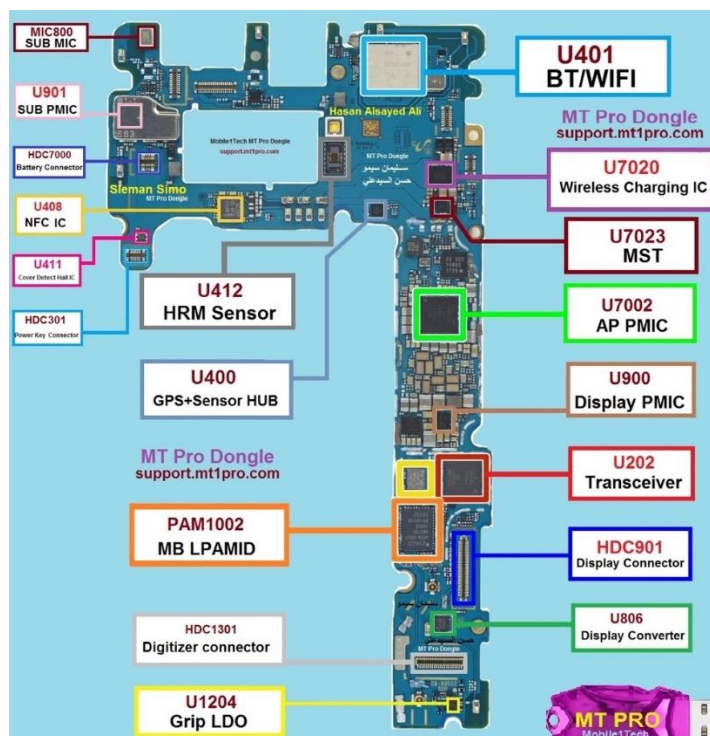 MIC800
SUB MIC
U901
SUB PMIC
HDC7000
Battery Connector
U408
NFC IC
U411
Cover Detect Hall IC
HDC301
Power Key Connector
U401
BT/WIFI
Hasan Alsayed Ali
Mobile1Tech MT Pro Dongle
support.mt1pro.com
MT Pro Dongle
سليمان سيمو
حسن السيدعلي
Sleman Simo
MT Pro Dongle
MT Pro Dongle
support.mt1pro.com
U7020
Wireless Charging IC
U7023
MST
U412
HRM Sensor
U7002
AP PMIC
U400
GPS+Sensor HUB
U900
Display PMIC
MT Pro Dongle
support.mt1pro.com
U202
Transceiver
PAM1002
MB LPAMID
HDC901
Display Connector
HDC1301
Digitizer connector
U806
Display Converter
MT Pro Dongle
U1204
Grip LDO
MT PRO
Mobile1Tech